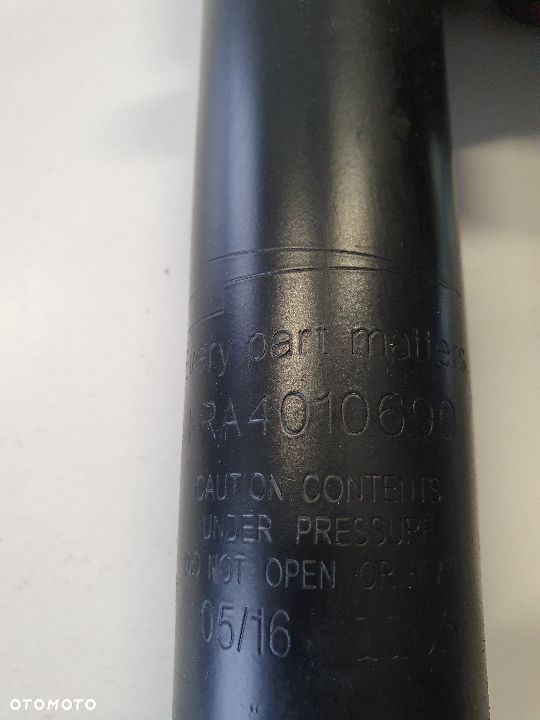 every part matters
RA4010690
CAUTION CONTENTS
UNDER PRESSURE
DO NOT OPEN OR HEAT
05/16
OTOMOTO